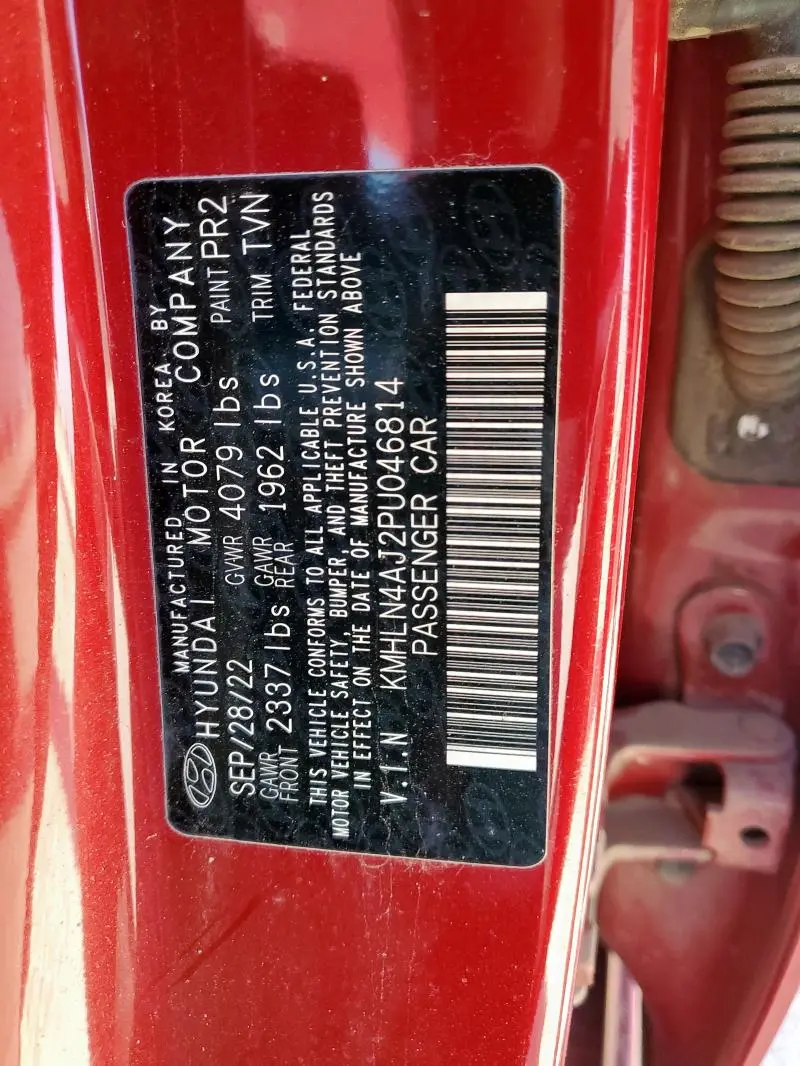 MANUFACTURED IN KOREA BY
HYUNDAI MOTOR COMPANY
SEP/28/22 GVWR 4079 lbs PAINT PR2
GAWR FRONT 2337 lbs GAWR REAR 1962 lbs TRIM TVN
THIS VEHICLE CONFORMS TO ALL APPLICABLE U.S.A. FEDERAL
MOTOR VEHICLE SAFETY, BUMPER, AND THEFT PREVENTION STANDARDS
IN EFFECT ON THE DATE OF MANUFACTURE SHOWN ABOVE
V.I.N KMHLN4AJ2PU046814
PASSENGER CAR